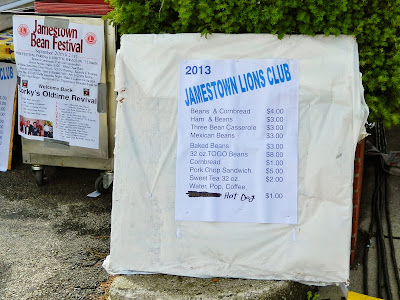 Jamestown
Bean Festival
Welcome Back
Serky's Oldtime Revival
2013
JAMESTOWN LIONS CLUB
Beans & Cornbread $4.00
Ham & Beans $3.00
Three Bean Casserole $3.00
Mexican Beans $3.00
Baked Beans $3.00
32 oz TOGO Beans $8.00
Cornbread $1.00
Pork Chop Sandwich $5.00
Sweet Tea 32 oz. $2.00
Water, Pop, Coffee,
Hot Dog $1.00